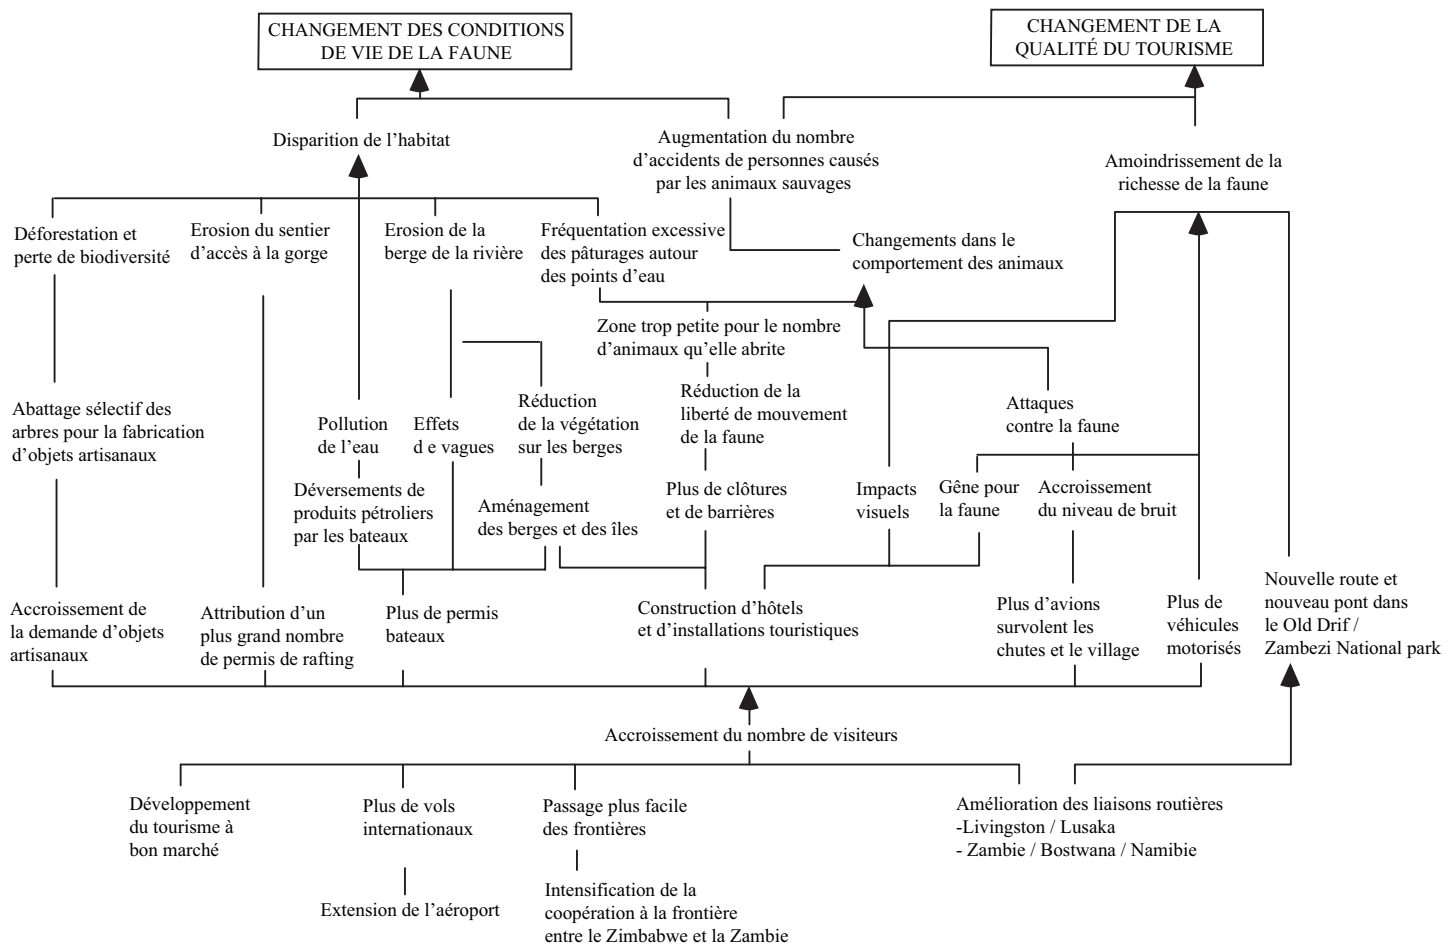 CHANGEMENT DES CONDITIONS
DE VIE DE LA FAUNE
CHANGEMENT DE LA
QUALITÉ DU TOURISME
Disparition de l’habitat
Augmentation du nombre
d’accidents de personnes causés
par les animaux sauvages
Amoindrissement de la
richesse de la faune
Déforestation et
perte de biodiversité
Erosion du sentier
d’accès à la gorge
Erosion de la
berge de la rivière
Fréquentation excessive
des pâturages autour
des points d’eau
Changements dans le
comportement des animaux
Zone trop petite pour le nombre
d’animaux qu’elle abrite
Abattage sélectif des
arbres pour la fabrication
d’objets artisanaux
Pollution
de l’eau
Effets
d e vagues
Réduction
de la végétation
sur les berges
Réduction de la
liberté de mouvement
de la faune
Attaques
contre la faune
Déversements de
produits pétroliers
par les bateaux
Aménagement
des berges et des îles
Plus de clôtures
et de barrières
Impacts
visuels
Gêne pour
la faune
Accroissement
du niveau de bruit
Accroissement de
la demande d’objets
artisanaux
Attribution d’un
plus grand nombre
de permis de rafting
Plus de permis
bateaux
Construction d’hôtels
et d’installations touristiques
Plus d’avions
survolent les
chutes et le village
Plus de
véhicules
motorisés
Nouvelle route et
nouveau pont dans
le Old Drif /
Zambezi National park
Accroissement du nombre de visiteurs
Développement
du tourisme à
bon marché
Plus de vols
internationaux
Passage plus facile
des frontières
Amélioration des liaisons routières
-Livingston / Lusaka
- Zambie / Bostwana / Namibie
Extension de l’aéroport
Intensification de la
coopération à la frontière
entre le Zimbabwe et la Zambie